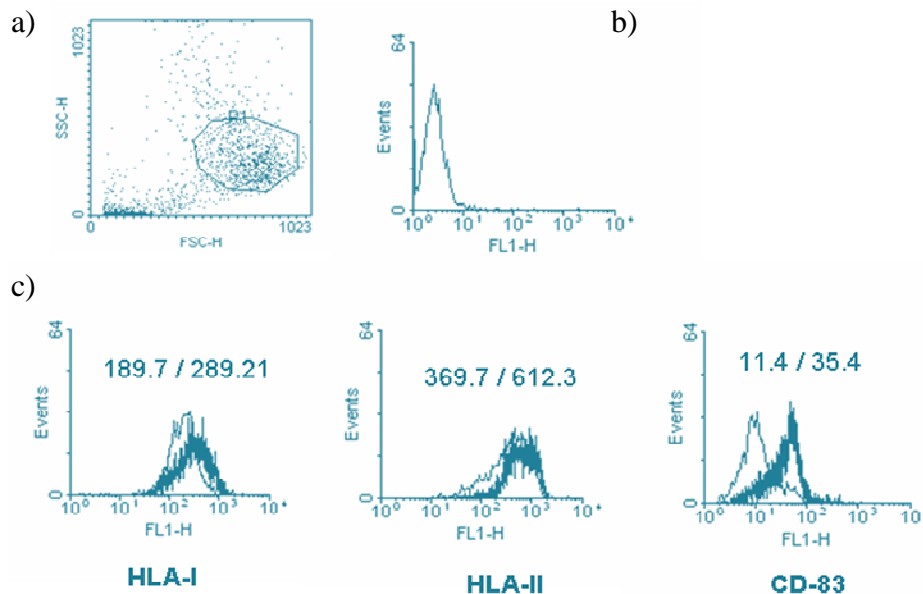 a)
b)
1023
SSC-H
0
0
1023
FSC-H
64
Events
0
10⁰ 10¹ 10² 10³ 10⁴
FL1-H
c)
64
Events
0
189.7 / 289.21
10⁰ 10¹ 10² 10³ 10⁴
FL1-H
HLA-I
64
Events
0
369.7 / 612.3
10⁰ 10¹ 10² 10³ 10⁴
FL1-H
HLA-II
64
Events
0
11.4 / 35.4
10⁰ 10¹ 10² 10³
FL1-H
CD-83